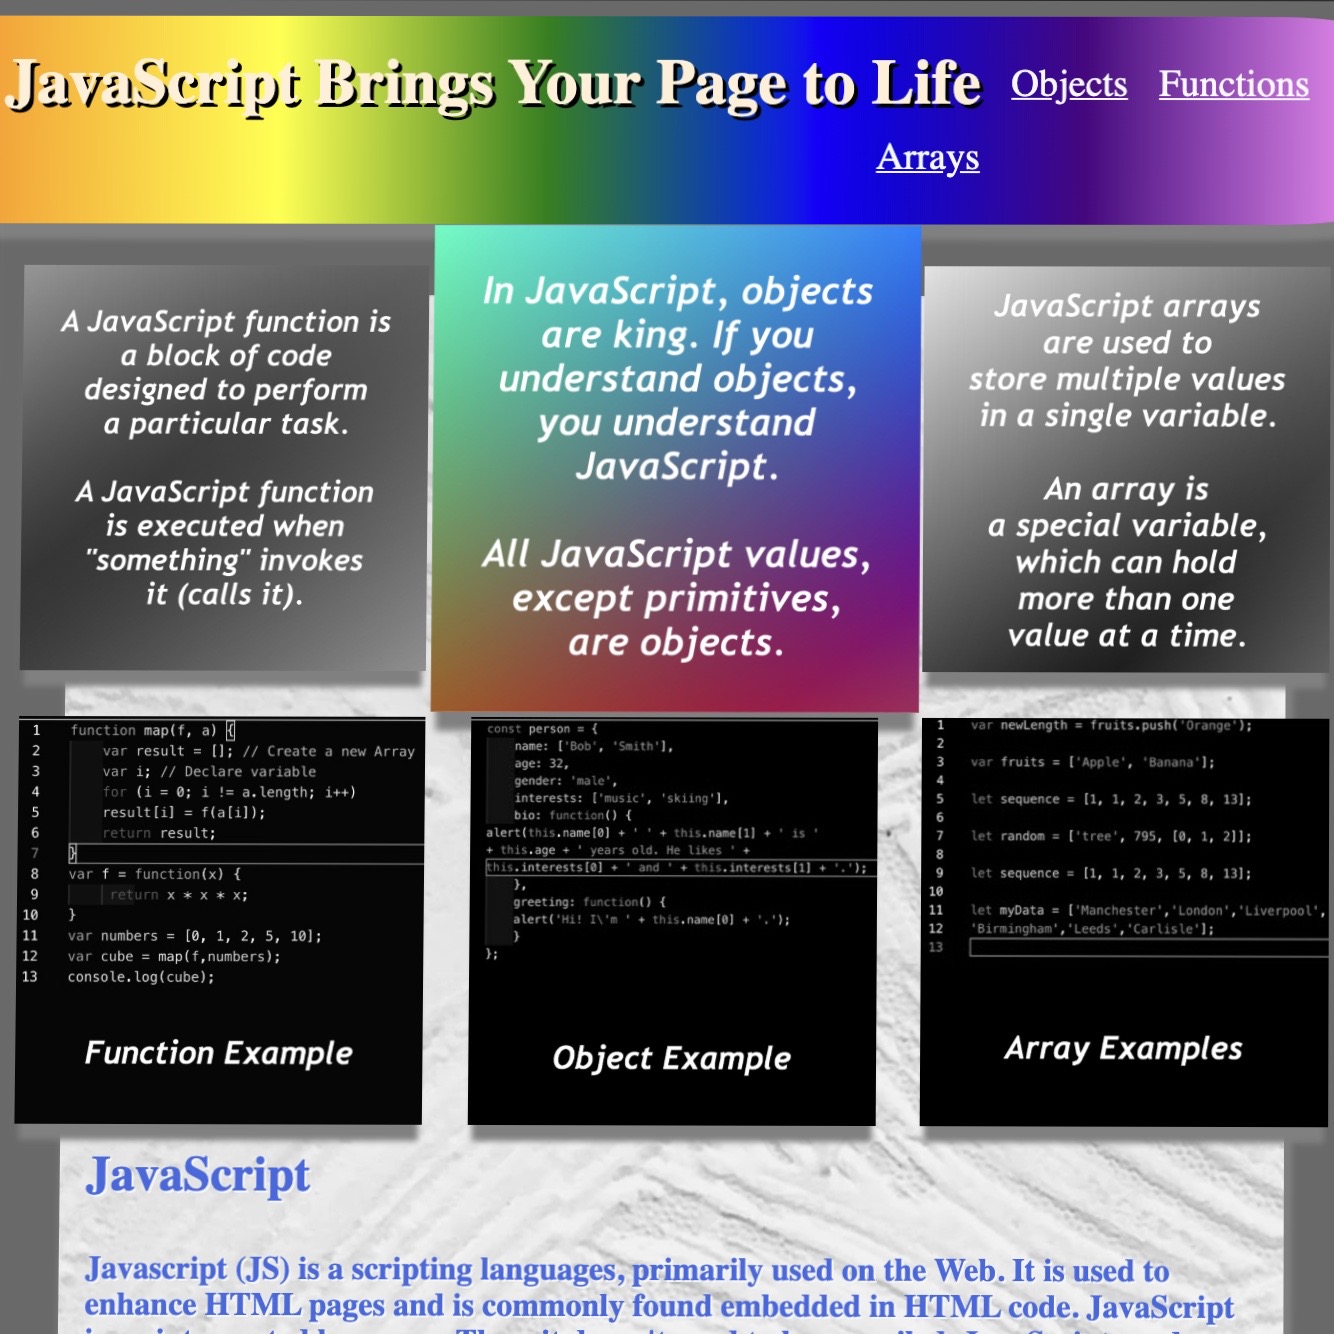 JavaScript Brings Your Page to Life
Objects
Functions
Arrays
A JavaScript function is
a block of code
designed to perform
a particular task.
A JavaScript function
is executed when
"something" invokes
it (calls it).
In JavaScript, objects
are king. If you
understand objects,
you understand
JavaScript.
All JavaScript values,
except primitives,
are objects.
JavaScript arrays
are used to
store multiple values
in a single variable.
An array is
a special variable,
which can hold
more than one
value at a time.
1 function map(f, a) {
2 var result = []; // Create a new Array
3 var i; // Declare variable
4 for (i = 0; i != a.length; i++)
5 result[i] = f(a[i]);
6 return result;
7 }
8 var f = function(x) {
9 return x * x * x;
10 }
11 var numbers = [0, 1, 2, 5, 10];
12 var cube = map(f,numbers);
13 console.log(cube);
Function Example
const person = {
name: ['Bob', 'Smith'],
age: 32,
gender: 'male',
interests: ['music', 'skiing'],
bio: function() {
alert(this.name[0] + ' ' + this.name[1] + ' is '
+ this.age + ' years old. He likes ' +
this.interests[0] + ' and ' + this.interests[1] + '.');
},
greeting: function() {
alert('Hi! I\'m ' + this.name[0] + '.');
}
};
Object Example
1 var newLength = fruits.push('Orange');
2
3 var fruits = ['Apple', 'Banana'];
4
5 let sequence = [1, 1, 2, 3, 5, 8, 13];
6
7 let random = ['tree', 795, [0, 1, 2]];
8
9 let sequence = [1, 1, 2, 3, 5, 8, 13];
10
11 let myData = ['Manchester','London','Liverpool',
12 'Birmingham','Leeds','Carlisle'];
13
Array Examples
JavaScript
Javascript (JS) is a scripting languages, primarily used on the Web. It is used to
enhance HTML pages and is commonly found embedded in HTML code. JavaScript